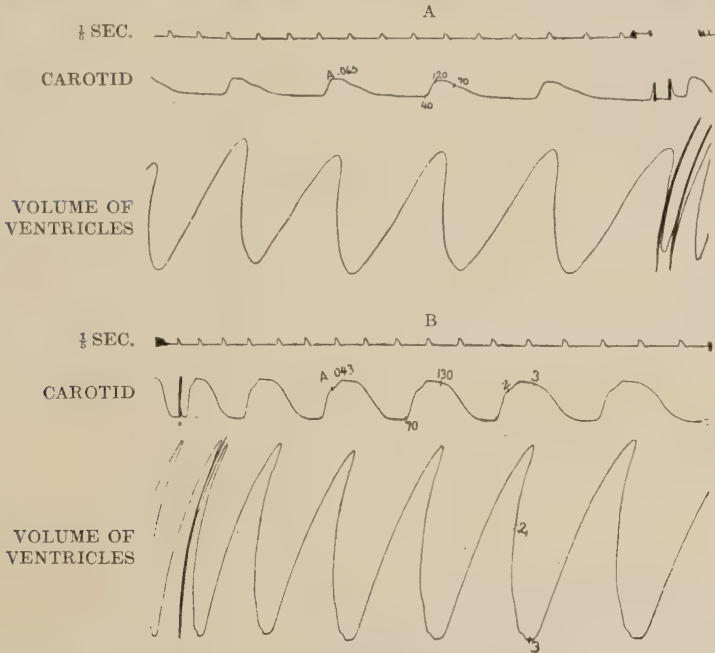 A
⅕ SEC.
CAROTID
A .065
120
70
40
VOLUME OF
VENTRICLES
B
⅕ SEC.
CAROTID
A .043
130
2
3
70
VOLUME OF
VENTRICLES
2
3